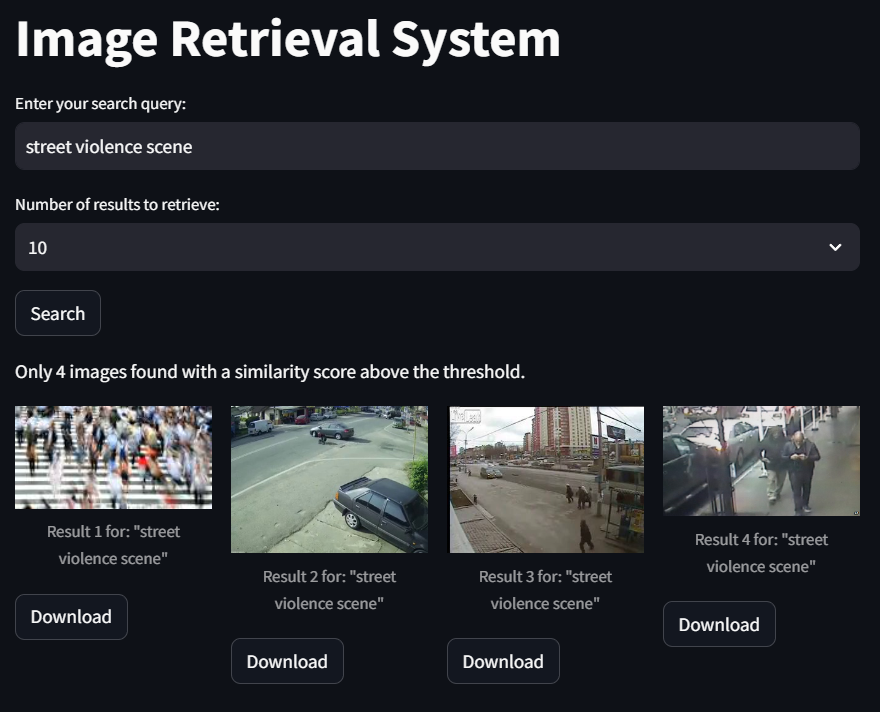 Image Retrieval System
Enter your search query:
street violence scene
Number of results to retrieve:
10
Search
Only 4 images found with a similarity score above the threshold.
Result 1 for: "street
violence scene"
Download
Result 2 for: "street
violence scene"
Download
Result 3 for: "street
violence scene"
Download
Result 4 for: "street
violence scene"
Download